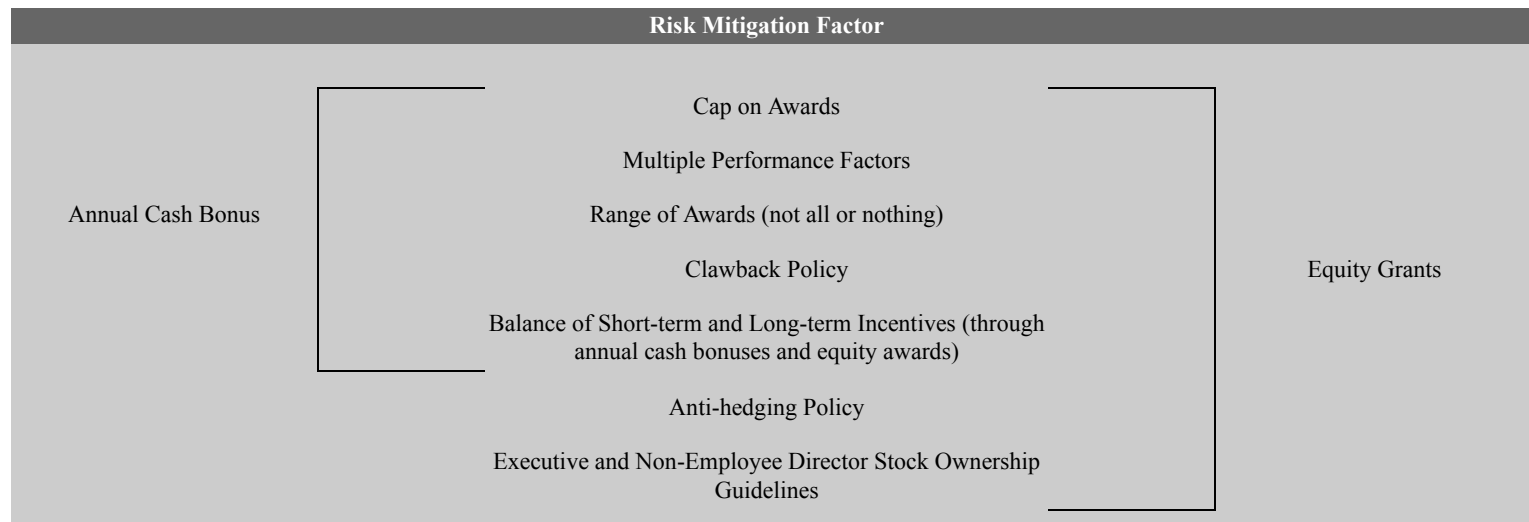 Risk Mitigation Factor
Cap on Awards
Multiple Performance Factors
Annual Cash Bonus
Range of Awards (not all or nothing)
Clawback Policy
Equity Grants
Balance of Short-term and Long-term Incentives (through
annual cash bonuses and equity awards)
Anti-hedging Policy
Executive and Non-Employee Director Stock Ownership
Guidelines